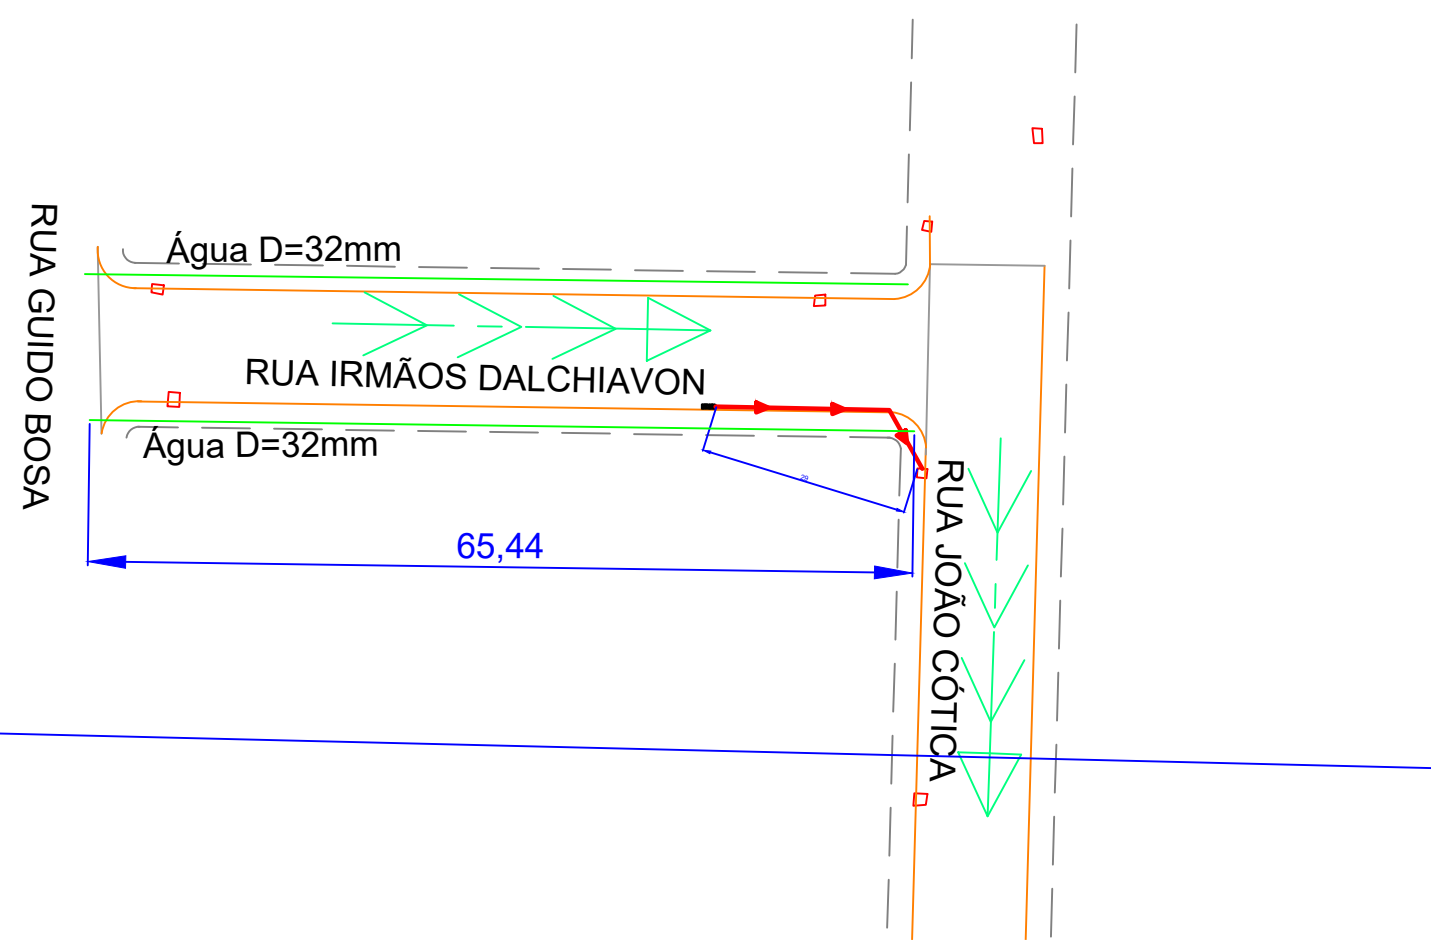 RUA GUIDO BOSA
Água D=32mm
RUA IRMÃOS DALCHIAVON
Água D=32mm
RUA JOÃO CÓTICA
65,44